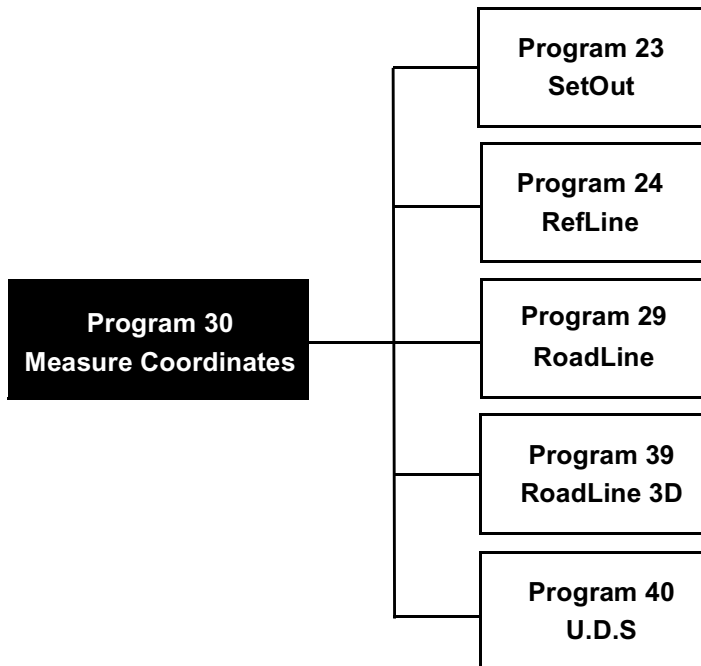 Program 23
SetOut
Program 24
RefLine
Program 30
Measure Coordinates
Program 29
RoadLine
Program 39
RoadLine 3D
Program 40
U.D.S